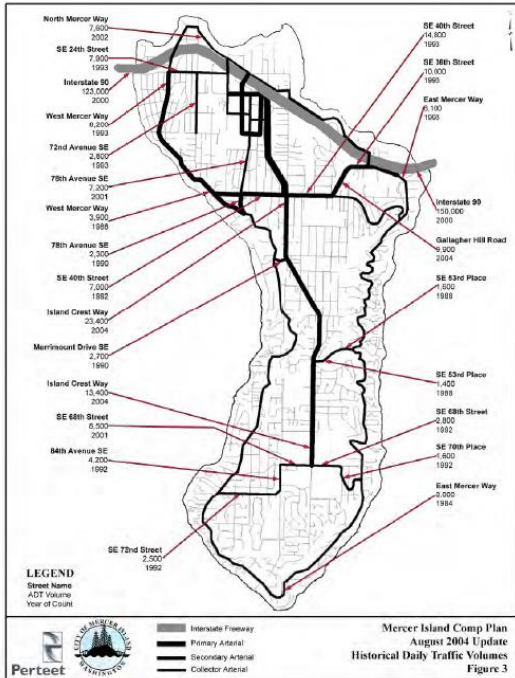 North Mercer Way
7,600
2002
SE 24th Street
7,900
1993
Interstate 90
123,000
2000
West Mercer Way
6,200
1993
72nd Avenue SE
2,800
1993
76th Avenue SE
7,200
2001
West Mercer Way
3,900
1988
78th Avenue SE
2,300
1990
SE 40th Street
7,000
1992
Island Crest Way
23,400
2004
Merrimount Drive SE
2,700
1990
Island Crest Way
13,400
2004
SE 68th Street
6,500
2001
84th Avenue SE
4,200
1992
SE 72nd Street
2,500
1992
SE 40th Street
14,800
1993
SE 36th Street
10,000
1993
East Mercer Way
1993
Interstate 90
150,000
2000
Gallagher Hill Road
9,900
2004
SE 53rd Place
1,600
1988
SE 53rd Place
1,400
1988
SE 68th Street
2,800
1992
SE 70th Place
1,600
1992
East Mercer Way
1984
LEGEND
Street Name
ADT Volume
Year of Count
Perteet
CITY OF MERCER ISLAND
WASHINGTON
Interstate Freeway
Primary Arterial
Secondary Arterial
Collector Arterial
Mercer Island Comp Plan
August 2004 Update
Historical Daily Traffic Volumes
Figure 3